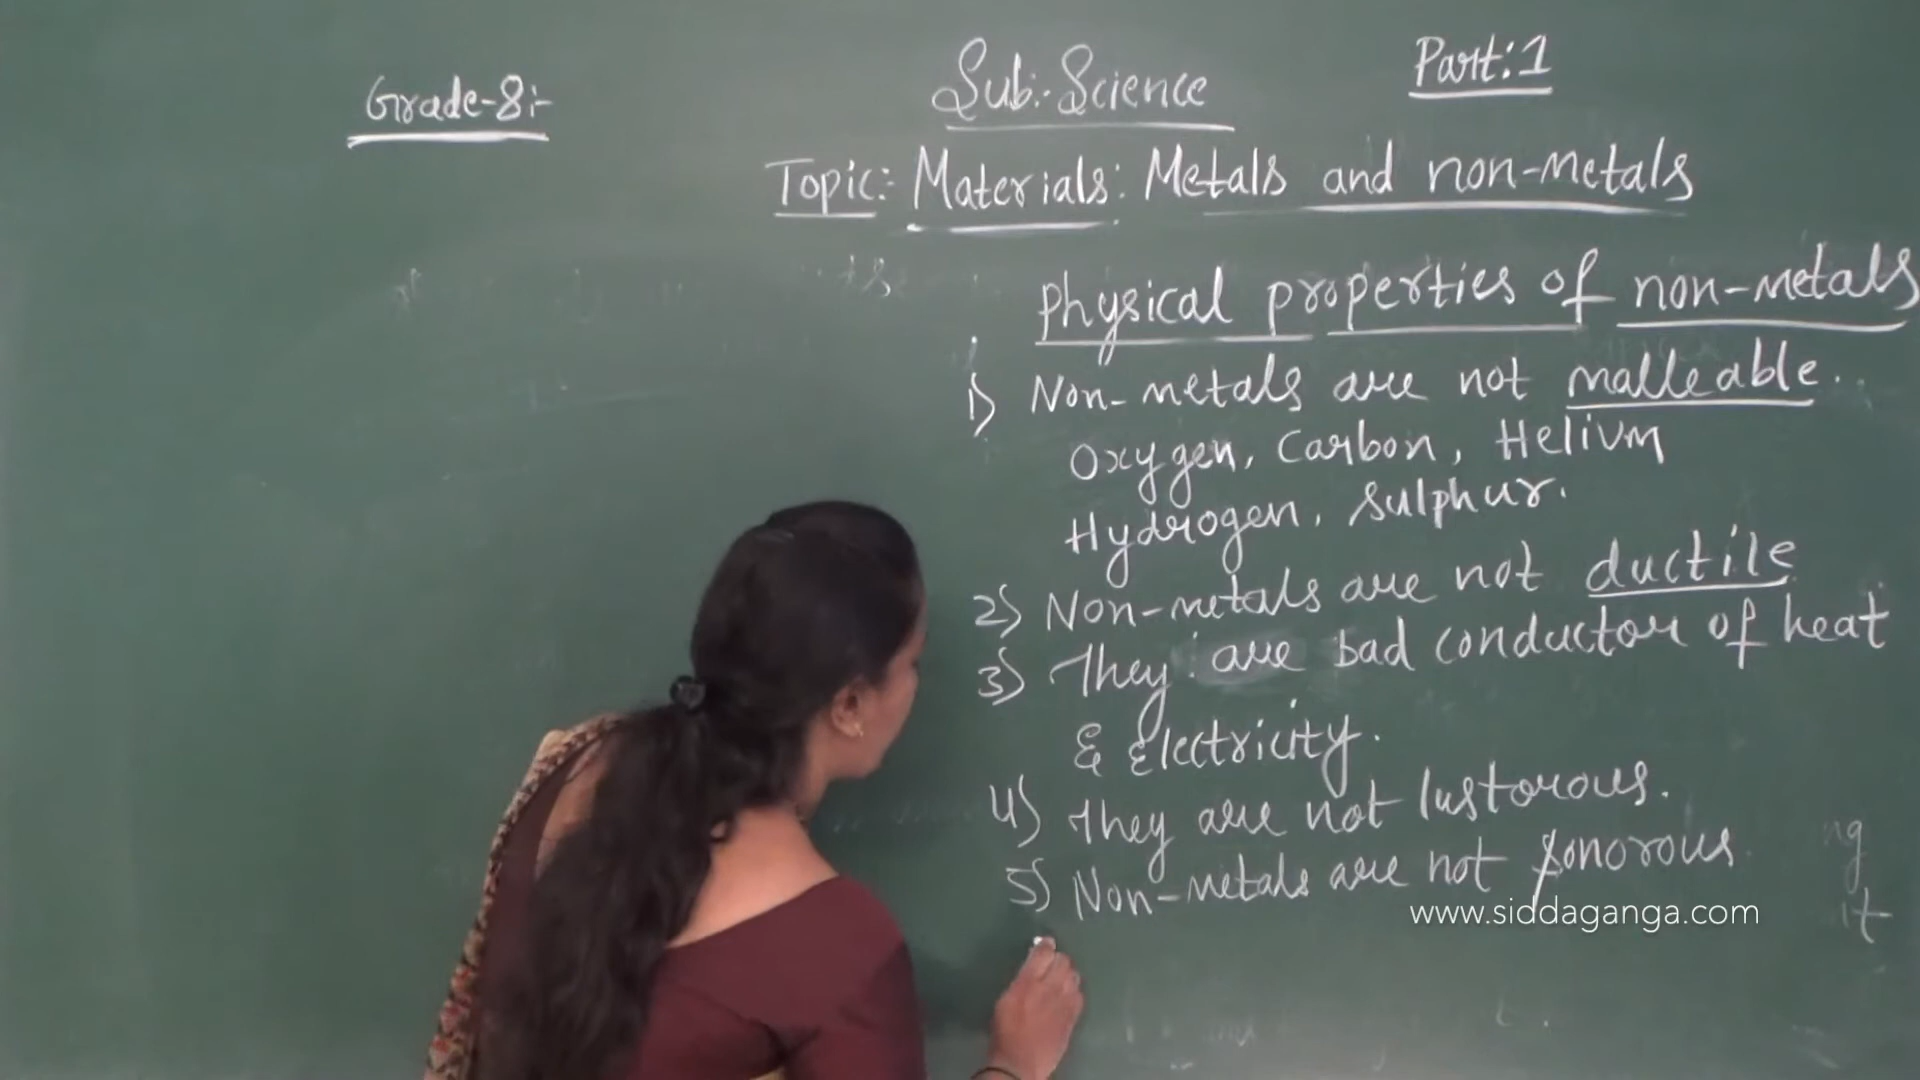 Grade-8:-
Sub:-Science
Part:1
Topic:- Materials: Metals and non-metals
physical properties of non-metals
1) Non-metals are not malleable.
Oxygen, Carbon, Helium
Hydrogen, sulphur.
2) Non-metals are not ductile
3) They are bad conductor of heat
& Electricity.
4) They are not lustorous.
5) Non-metals are not sonorous
www.siddaganga.com